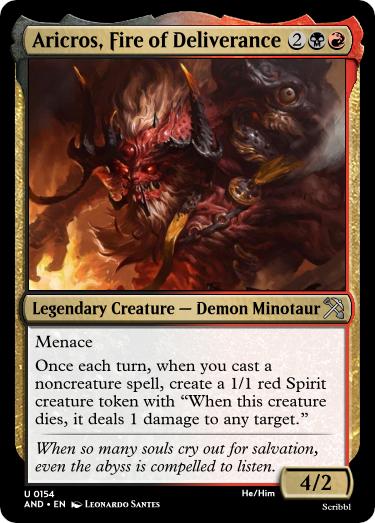 Aricros, Fire of Deliverance 2
Legendary Creature — Demon Minotaur
Menace
Once each turn, when you cast a
noncreature spell, create a 1/1 red Spirit
creature token with “When this creature
dies, it deals 1 damage to any target.”
When so many souls cry out for salvation,
even the abyss is compelled to listen.
4/2
U 0154 He/Him
AND • EN Leonardo Santes Scribbl